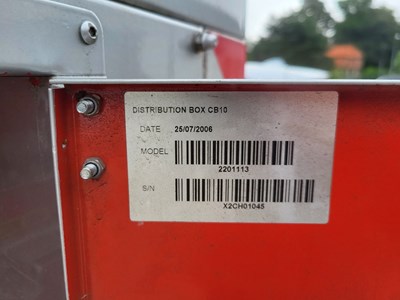 DISTRIBUTION BOX CB10
DATE 25/07/2006
MODEL
2201113
S/N
X2CH01045